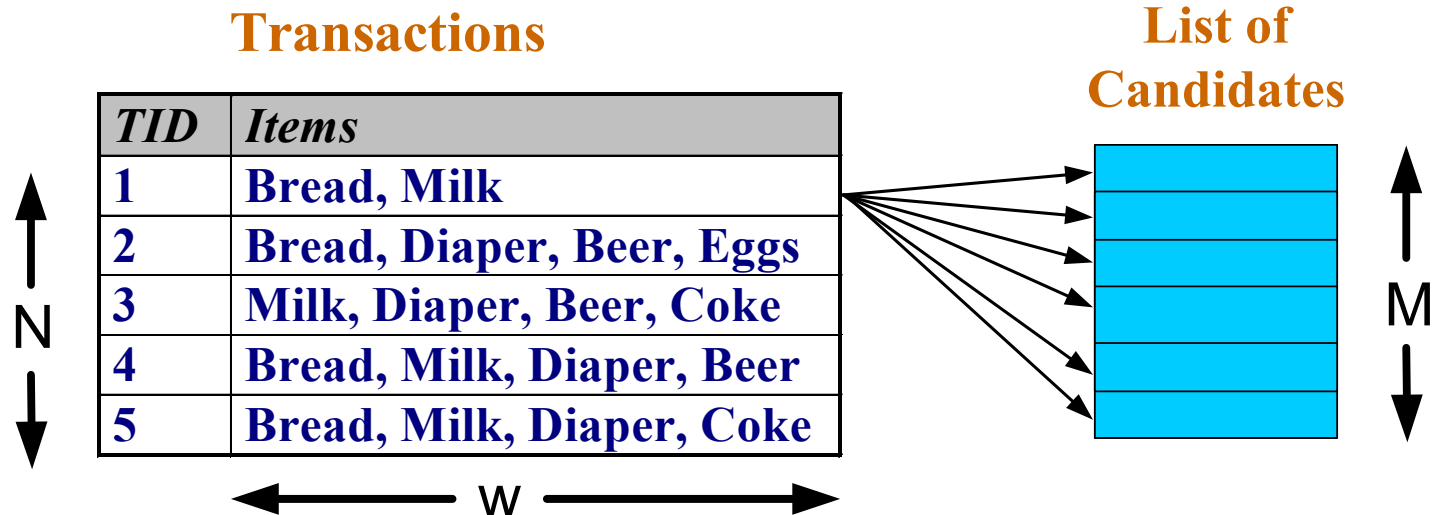 Transactions
List of
Candidates
TID Items
1 Bread, Milk
2 Bread, Diaper, Beer, Eggs
3 Milk, Diaper, Beer, Coke
4 Bread, Milk, Diaper, Beer
5 Bread, Milk, Diaper, Coke
N
M
w